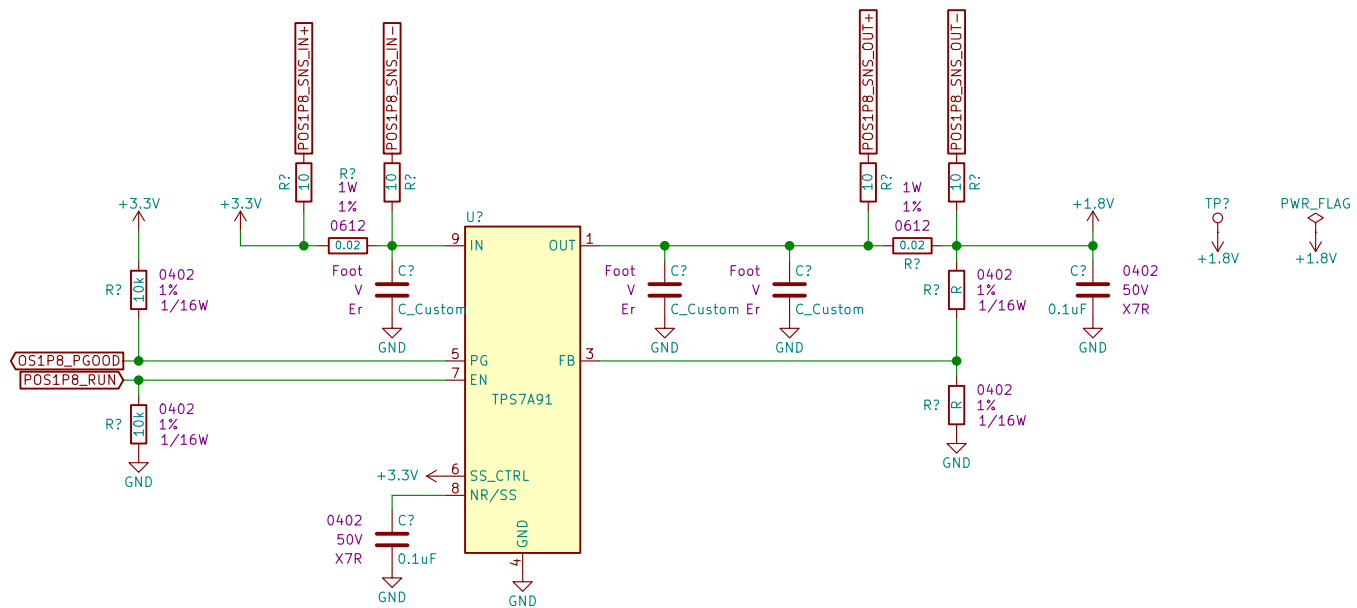 POS1P8_SNS_IN+
POS1P8_SNS_IN-
POS1P8_SNS_OUT+
POS1P8_SNS_OUT-
R?
10
R?
1W
1%
0612
0.02
10
R?
10
R?
1W
1%
0612
0.02
R?
10
R?
+3.3V
+3.3V
U?
+1.8V
TP?
+1.8V
PWR_FLAG
+1.8V
9
IN
OUT
1
R?
10k
0402
1%
1/16W
Foot
V
Er
C?
C_Custom
GND
Foot
V
Er
C?
C_Custom
GND
Foot
V
Er
C?
C_Custom
GND
R?
R
0402
1%
1/16W
C?
0.1uF
0402
50V
X7R
GND
OS1P8_PGOOD
5
PG
FB
3
POS1P8_RUN
7
EN
TPS7A91
R?
10k
0402
1%
1/16W
GND
R?
R
0402
1%
1/16W
GND
+3.3V
6
SS_CTRL
8
NR/SS
0402
50V
X7R
C?
0.1uF
GND
GND
4
GND